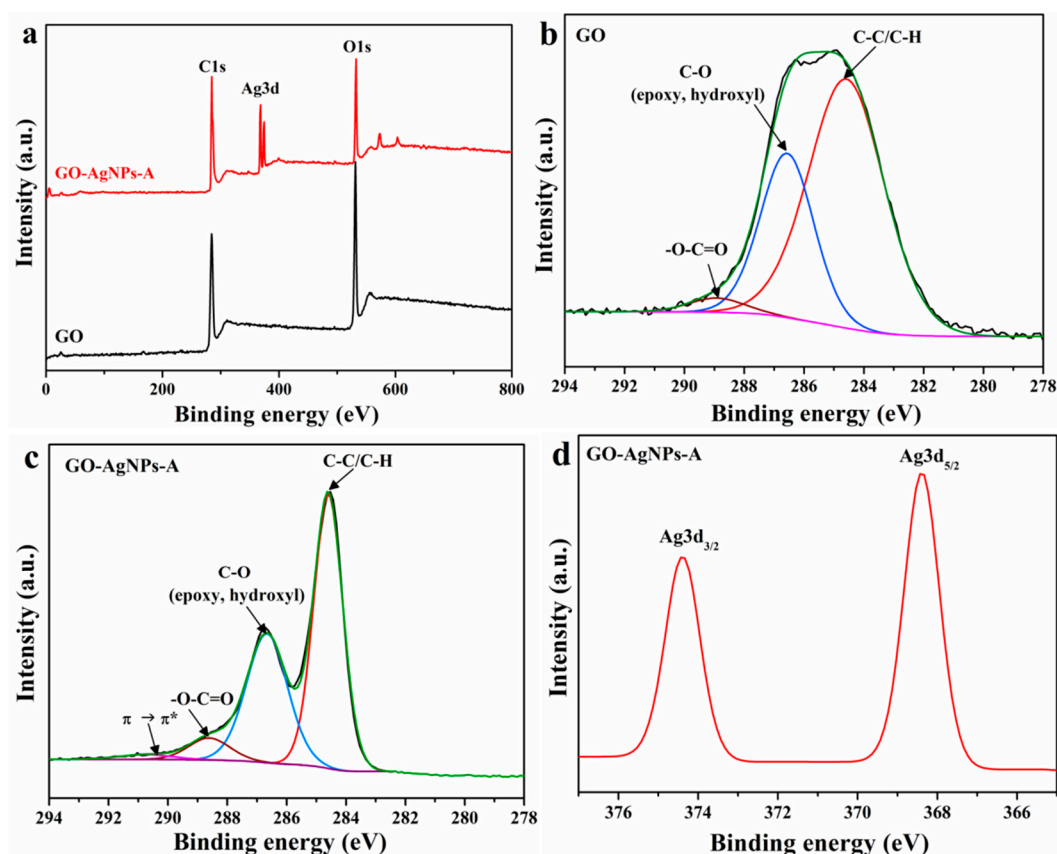 a
C1s
O1s
Ag3d
GO-AgNPs-A
GO
Intensity (a.u.)
0 200 400 600 800
Binding energy (eV)
b
GO
C-C/C-H
C-O
(epoxy, hydroxyl)
-O-C=O
Intensity (a.u.)
294 292 290 288 286 284 282 280 278
Binding energy (eV)
c
GO-AgNPs-A
C-C/C-H
C-O
(epoxy, hydroxyl)
-O-C=O
π → π*
Intensity (a.u.)
294 292 290 288 286 284 282 280 278
Binding energy (eV)
d
GO-AgNPs-A
Ag3d5/2
Ag3d3/2
Intensity (a.u.)
376 374 372 370 368 366
Binding energy (eV)